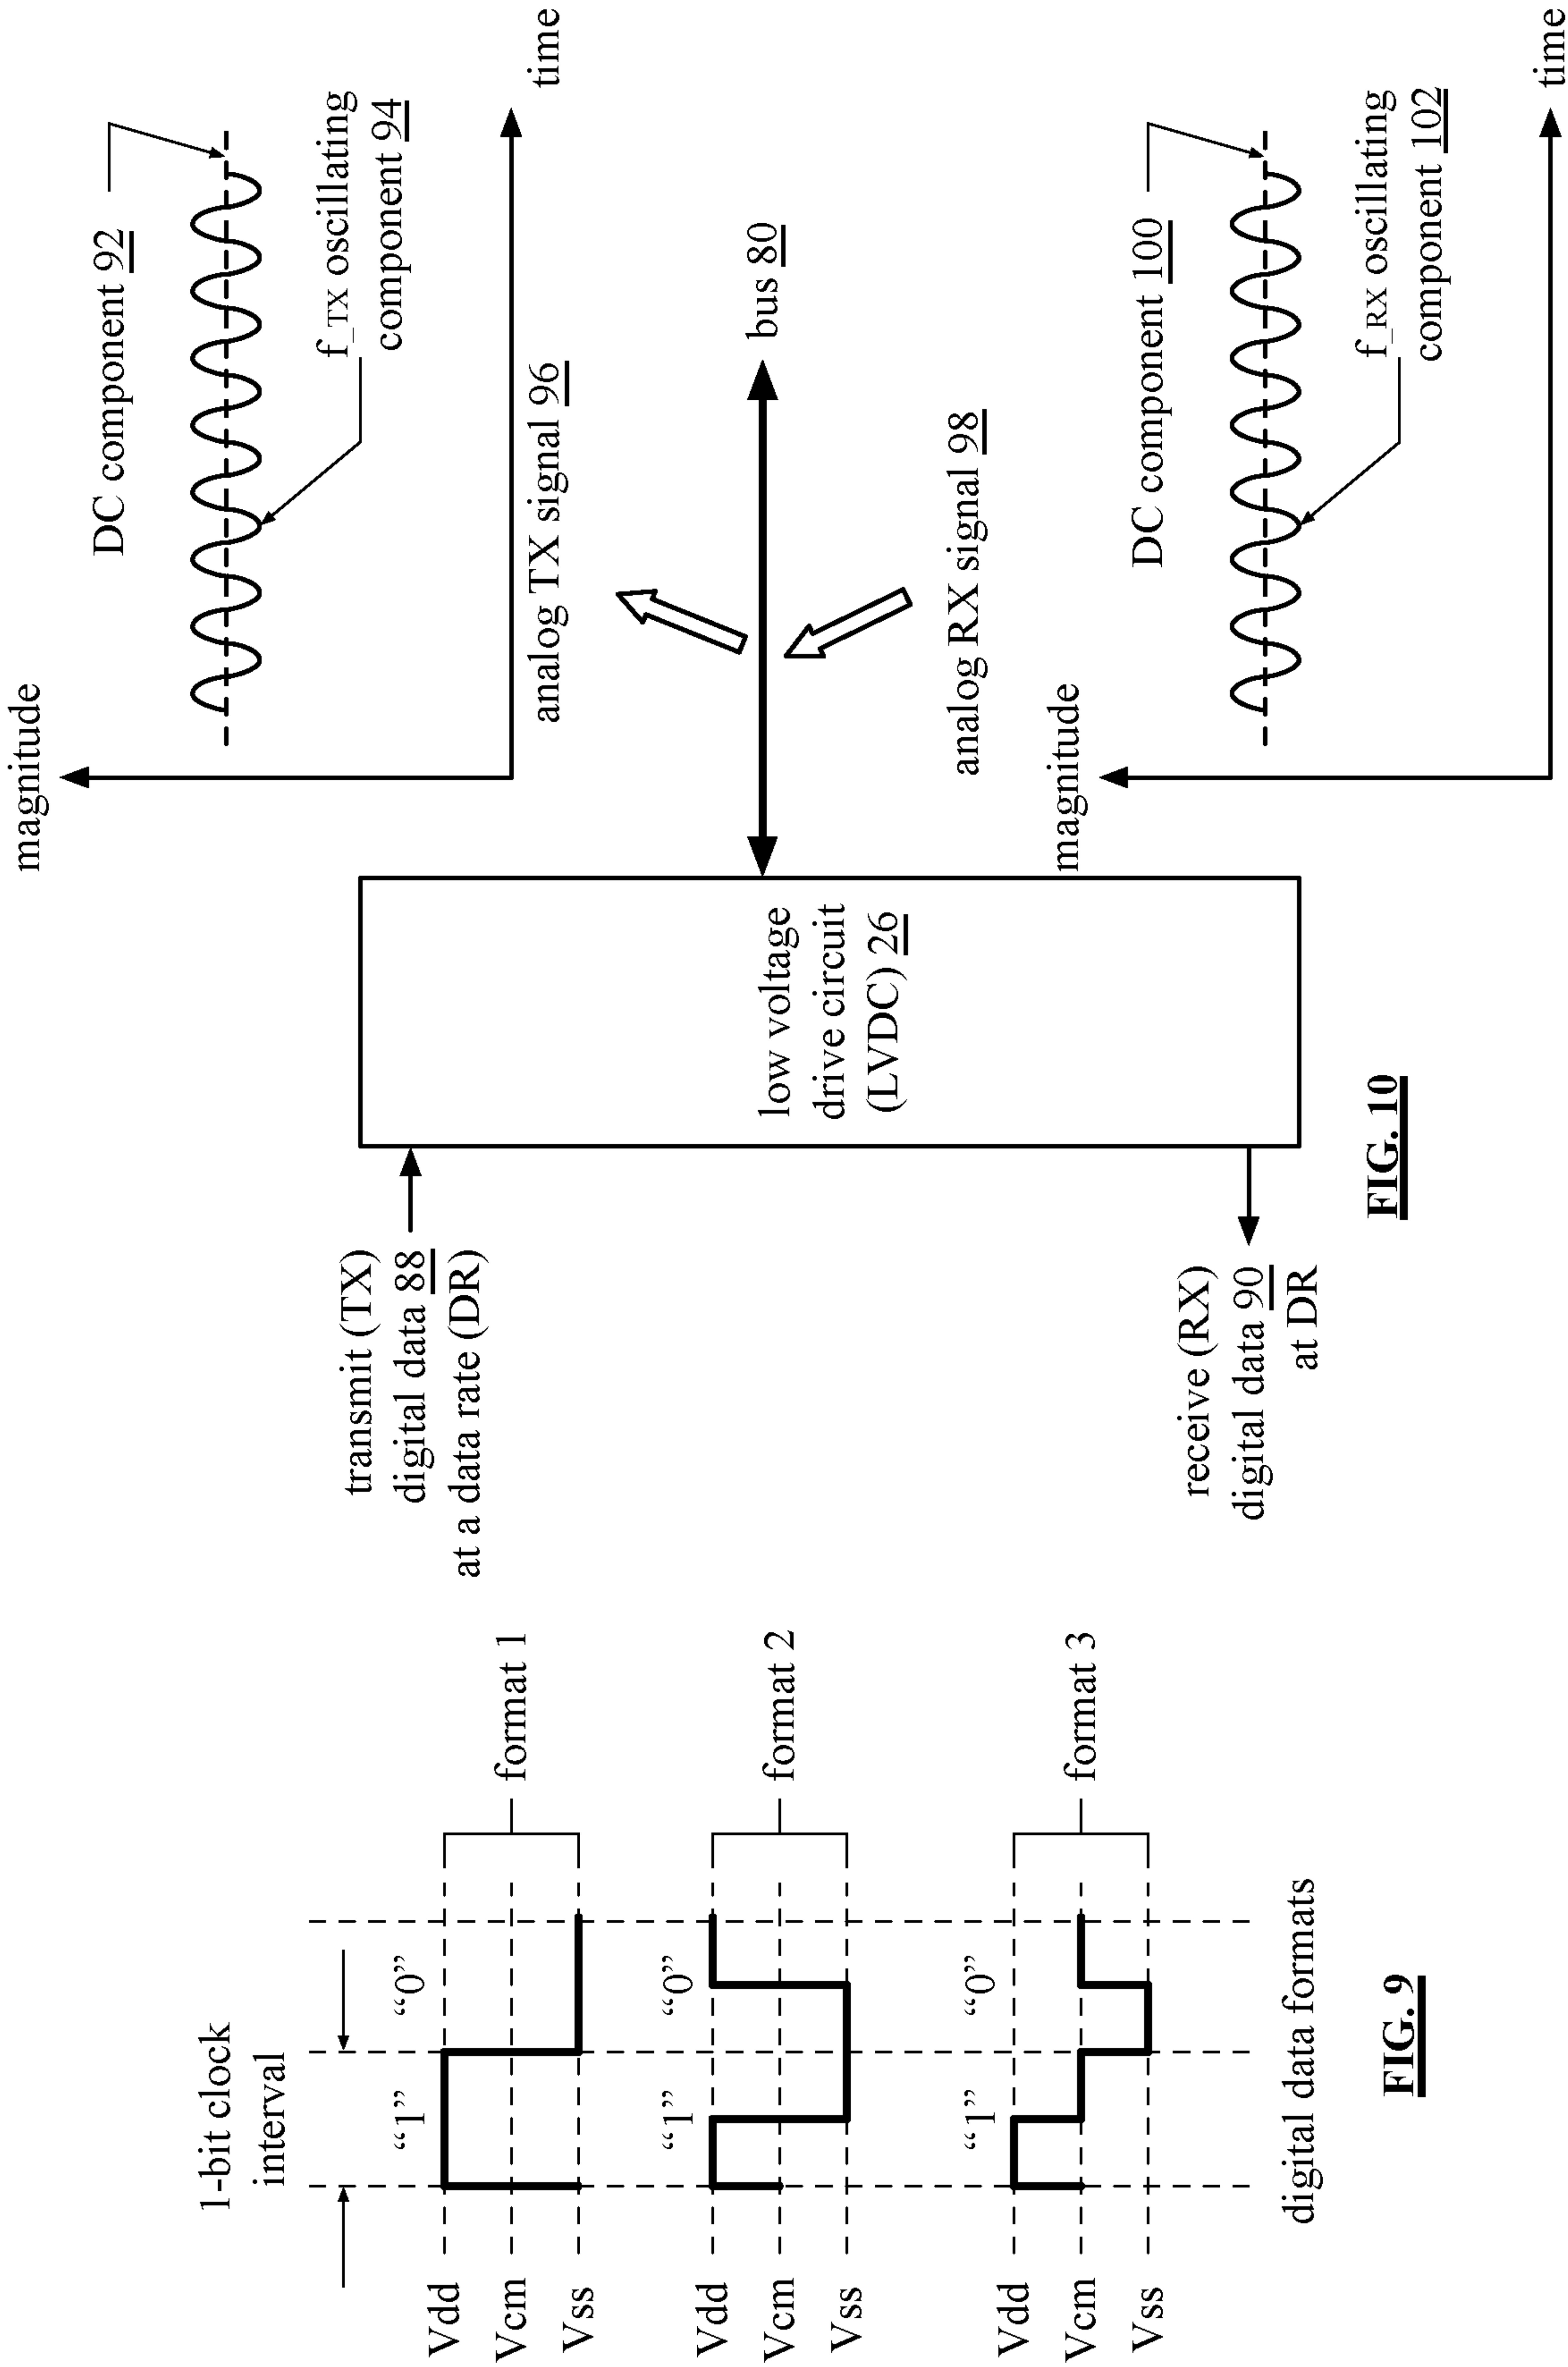 1-bit clock
interval
“1”
“0”
Vdd
Vcm
Vss
format 1
“1”
“0”
Vdd
Vcm
Vss
format 2
“1”
“0”
Vdd
Vcm
Vss
format 3
digital data formats
FIG. 9
transmit (TX)
digital data 88
at a data rate (DR)
receive (RX)
digital data 90
at DR
low voltage
drive circuit
(LVDC) 26
magnitude
DC component 92
f_TX oscillating
component 94
time
analog TX signal 96
bus 80
analog RX signal 98
magnitude
DC component 100
f_RX oscillating
component 102
time
FIG. 10